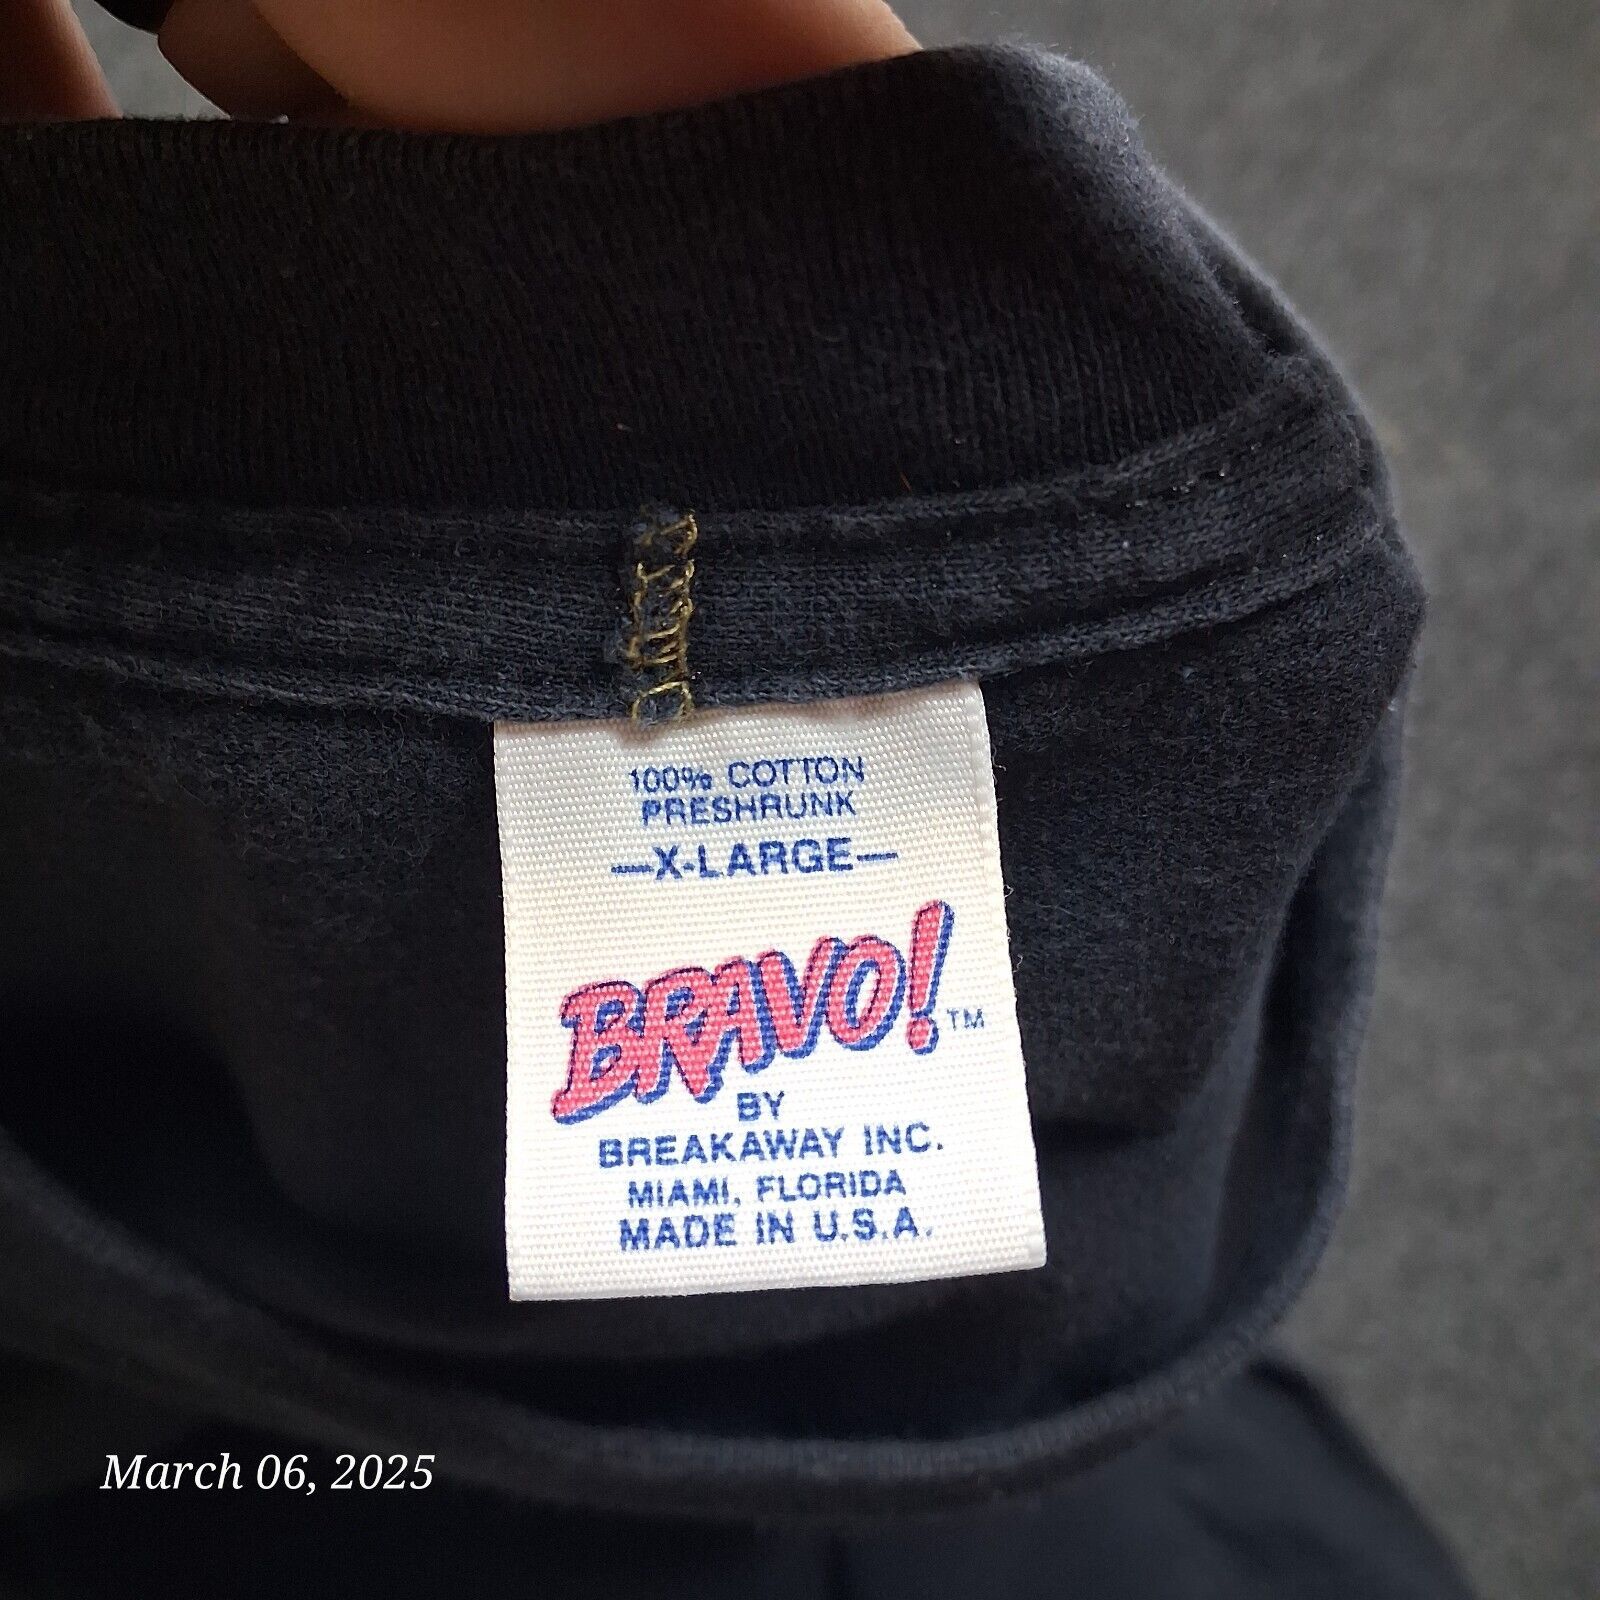 100% COTTON
PRESHRUNK
—X-LARGE—
BRAVO!™
BY
BREAKAWAY INC.
MIAMI, FLORIDA
MADE IN U.S.A.
March 06, 2025